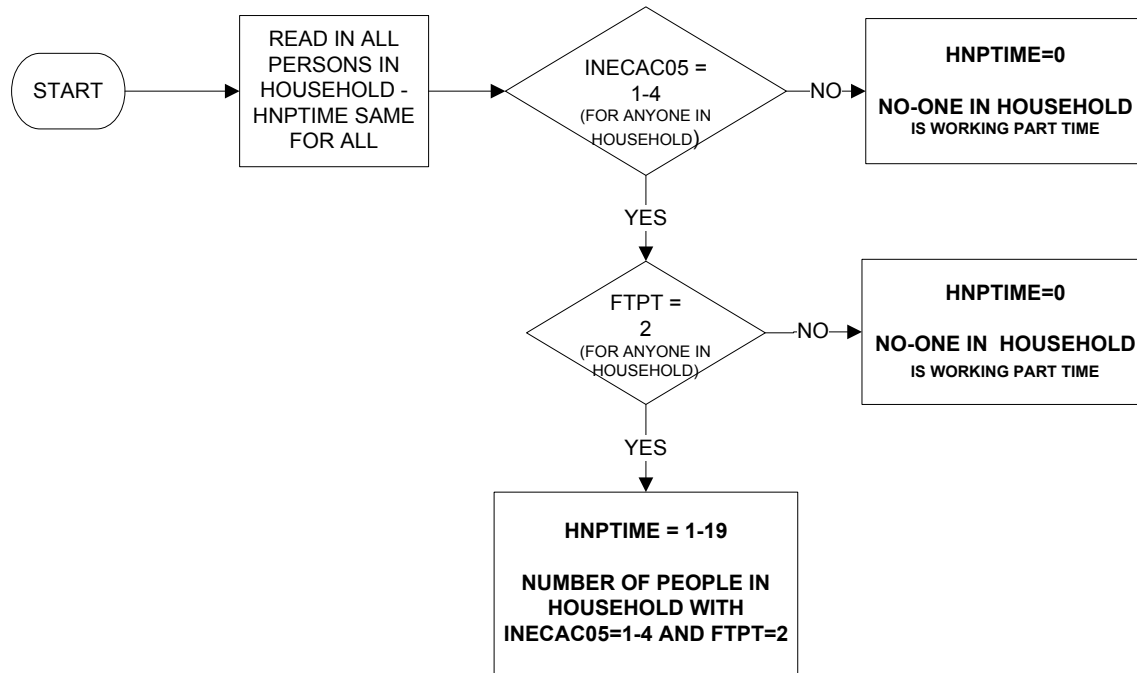 START
READ IN ALL
PERSONS IN
HOUSEHOLD -
HNPTIME SAME
FOR ALL
INECAC05 =
1-4
(FOR ANYONE IN
HOUSEHOLD)
NO
HNPTIME=0
NO-ONE IN HOUSEHOLD
IS WORKING PART TIME
YES
FTPT =
2
(FOR ANYONE IN
HOUSEHOLD)
NO
HNPTIME=0
NO-ONE IN HOUSEHOLD
IS WORKING PART TIME
YES
HNPTIME = 1-19
NUMBER OF PEOPLE IN
HOUSEHOLD WITH
INECAC05=1-4 AND FTPT=2